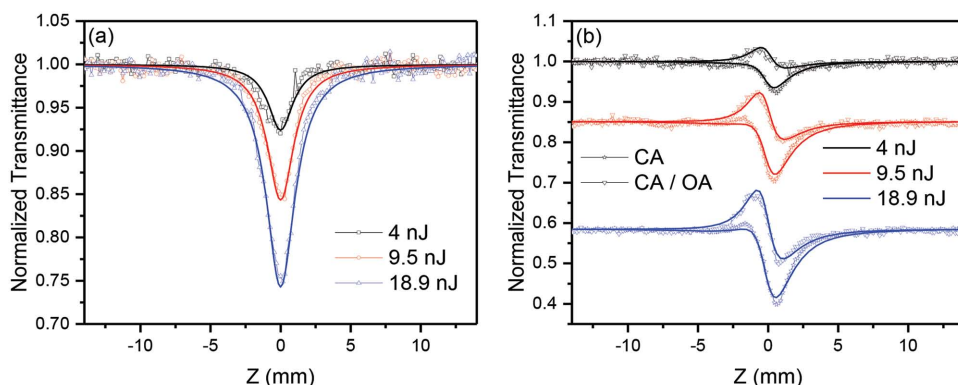 (a)
Normalized Transmittance
1.05
1.00
0.95
0.90
0.85
0.80
0.75
0.70
4 nJ
9.5 nJ
18.9 nJ
-10
-5
0
5
10
Z (mm)
(b)
Normalized Transmittance
1.1
1.0
0.9
0.8
0.7
0.6
0.5
0.4
CA
CA / OA
4 nJ
9.5 nJ
18.9 nJ
-10
-5
0
5
10
Z (mm)